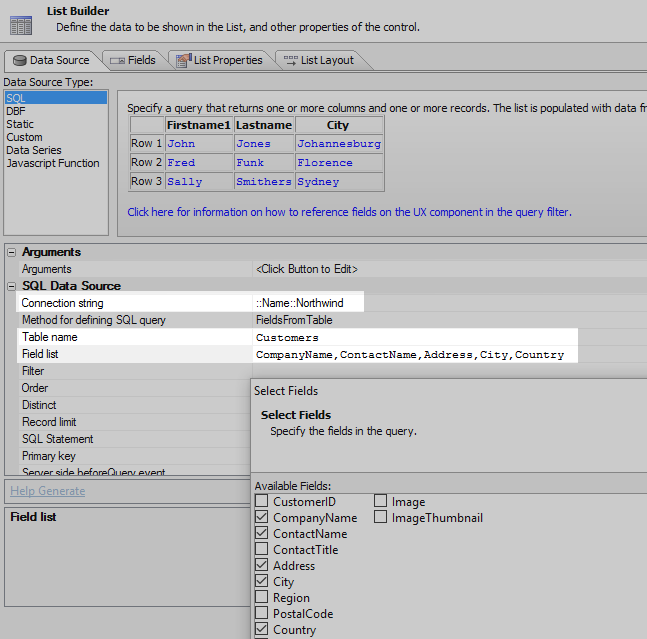 List Builder
Define the data to be shown in the List, and other properties of the control.
Data Source Fields List Properties List Layout
Data Source Type:
SQL
DBF
Static
Custom
Data Series
Javascript Function
Specify a query that returns one or more columns and one or more records. The list is populated with data
Firstname1 Lastname City
Row 1 John Jones Johannesburg
Row 2 Fred Funk Florence
Row 3 Sally Smithers Sydney
Click here for information on how to reference fields on the UX component in the query filter.
Arguments
Arguments <Click Button to Edit>
SQL Data Source
Connection string ::Name::Northwind
Method for defining SQL query FieldsFromTable
Table name Customers
Field list CompanyName,ContactName,Address,City,Country
Filter
Order
Distinct
Record limit
SQL Statement
Primary key
Server side beforeQuery event
Help Generate
Field list
Select Fields
Select Fields
Specify the fields in the query.
Available Fields:
CustomerID Image
CompanyName ImageThumbnail
ContactName
ContactTitle
Address
City
Region
PostalCode
Country